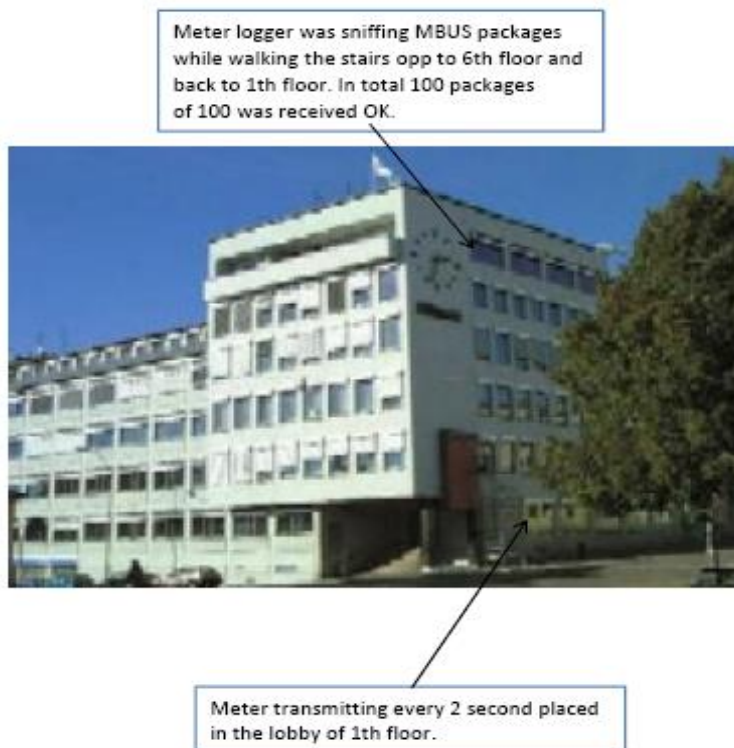 Meter logger was sniffing MBUS packages
while walking the stairs opp to 6th floor and
back to 1th floor. In total 100 packages
of 100 was received OK.
Meter transmitting every 2 second placed
in the lobby of 1th floor.